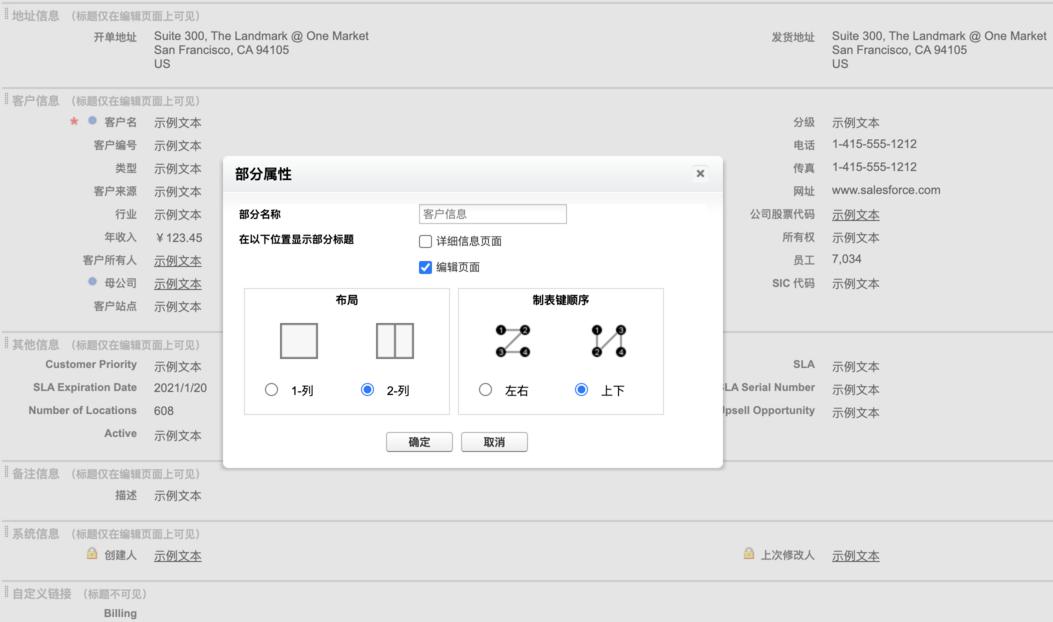 地址信息 （标题仅在编辑页面上可见）
开单地址 Suite 300, The Landmark @ One Market
San Francisco, CA 94105
US
发货地址 Suite 300, The Landmark @ One Market
San Francisco, CA 94105
US
客户信息 （标题仅在编辑页面上可见）
* 客户名 示例文本
分级 示例文本
客户编号 示例文本
电话 1-415-555-1212
类型 示例文本
传真 1-415-555-1212
客户来源 示例文本
网址 www.salesforce.com
行业 示例文本
公司股票代码 示例文本
年收入 ￥123.45
所有权 示例文本
客户所有人 示例文本
员工 7,034
母公司 示例文本
SIC 代码 示例文本
客户站点 示例文本
部分属性 ×
部分名称 客户信息
在以下位置显示部分标题 详细信息页面
编辑页面
布局
1-列 2-列
制表键顺序
1 2 3 4
1 3 2 4
左右 上下
确定 取消
其他信息 （标题仅在编辑页面上可见）
Customer Priority 示例文本
SLA 示例文本
SLA Expiration Date 2021/1/20
SLA Serial Number 示例文本
Number of Locations 608
Upsell Opportunity 示例文本
Active 示例文本
备注信息 （标题仅在编辑页面上可见）
描述 示例文本
系统信息 （标题仅在编辑页面上可见）
创建人 示例文本
上次修改人 示例文本
自定义链接 （标题不可见）
Billing